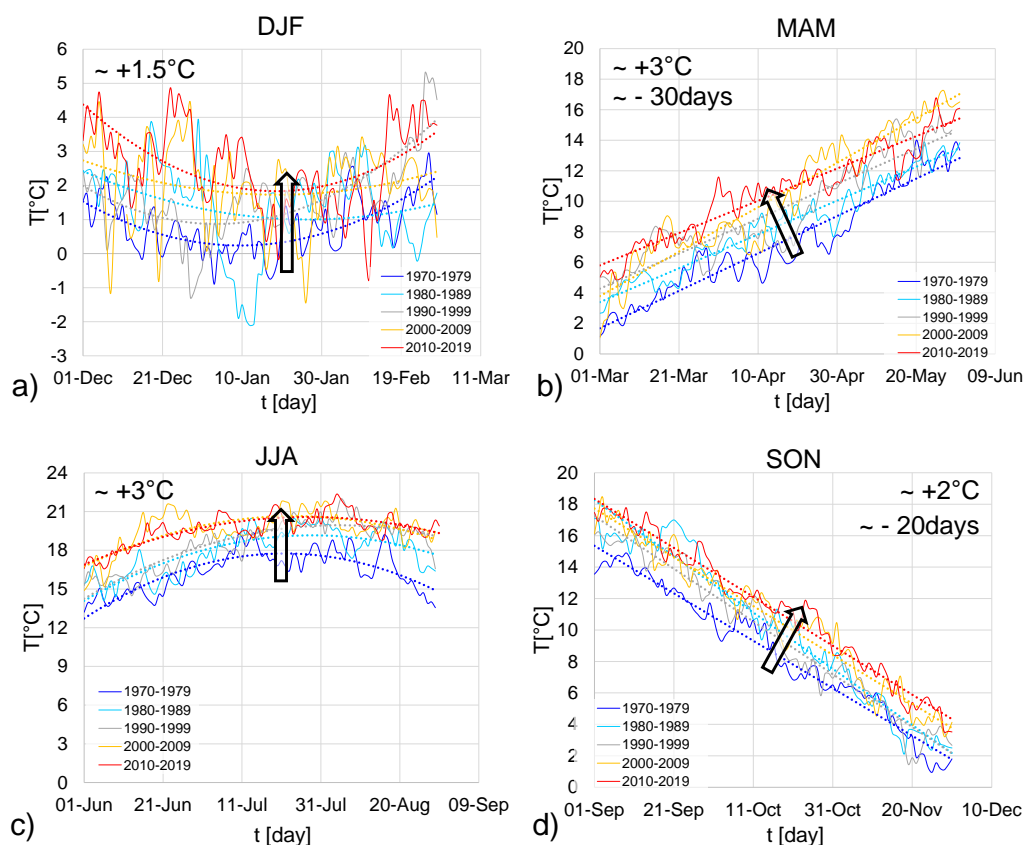 DJF
~ +1.5°C
T[°C]
6
5
4
3
2
1
0
-1
-2
-3
1970-1979
1980-1989
1990-1999
2000-2009
2010-2019
01-Dec 21-Dec 10-Jan 30-Jan 19-Feb 11-Mar
t [day]
a)
MAM
~ +3°C
~ - 30days
T[°C]
20
18
16
14
12
10
8
6
4
2
0
1970-1979
1980-1989
1990-1999
2000-2009
2010-2019
01-Mar 21-Mar 10-Apr 30-Apr 20-May 09-Jun
t [day]
b)
JJA
~ +3°C
T[°C]
24
21
18
15
12
9
6
3
0
1970-1979
1980-1989
1990-1999
2000-2009
2010-2019
01-Jun 21-Jun 11-Jul 31-Jul 20-Aug 09-Sep
t [day]
c)
SON
~ +2°C
~ - 20days
T[°C]
20
18
16
14
12
10
8
6
4
2
0
1970-1979
1980-1989
1990-1999
2000-2009
2010-2019
01-Sep 21-Sep 11-Oct 31-Oct 20-Nov 10-Dec
t [day]
d)